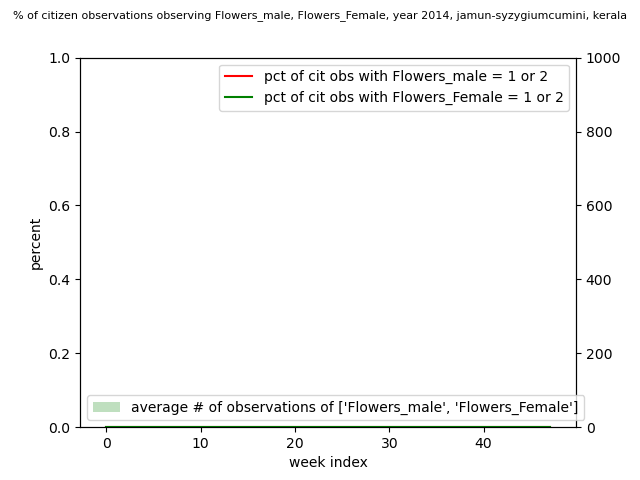 % of citizen observations observing Flowers_male, Flowers_Female, year 2014, jamun-syzygiumcumini, kerala
pct of cit obs with Flowers_male = 1 or 2
pct of cit obs with Flowers_Female = 1 or 2
1.0
0.8
0.6
0.4
0.2
0.0
percent
1000
800
600
400
200
0
average # of observations of ['Flowers_male', 'Flowers_Female']
0 10 20 30 40
week index